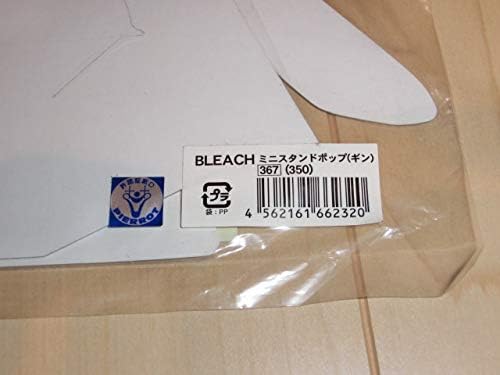 BLEACH ミニスタンドポップ(ギン)
367 (350)
プラ
袋:PP
4 562161 662320
PIERROT